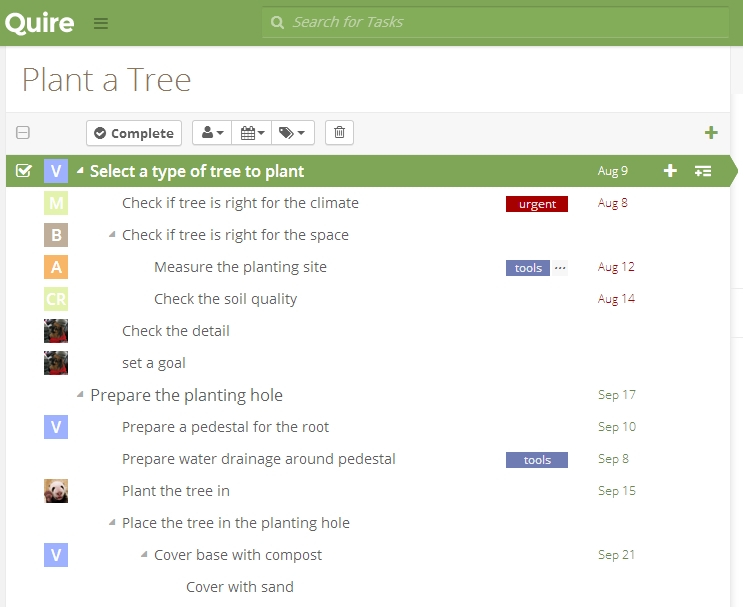 Quire Search for Tasks
Plant a Tree
Complete
V Select a type of tree to plant Aug 9
M Check if tree is right for the climate urgent Aug 8
B Check if tree is right for the space
A Measure the planting site tools ... Aug 12
CR Check the soil quality Aug 14
Check the detail
set a goal
Prepare the planting hole Sep 17
V Prepare a pedestal for the root Sep 10
Prepare water drainage around pedestal tools Sep 8
Plant the tree in Sep 15
Place the tree in the planting hole
V Cover base with compost Sep 21
Cover with sand